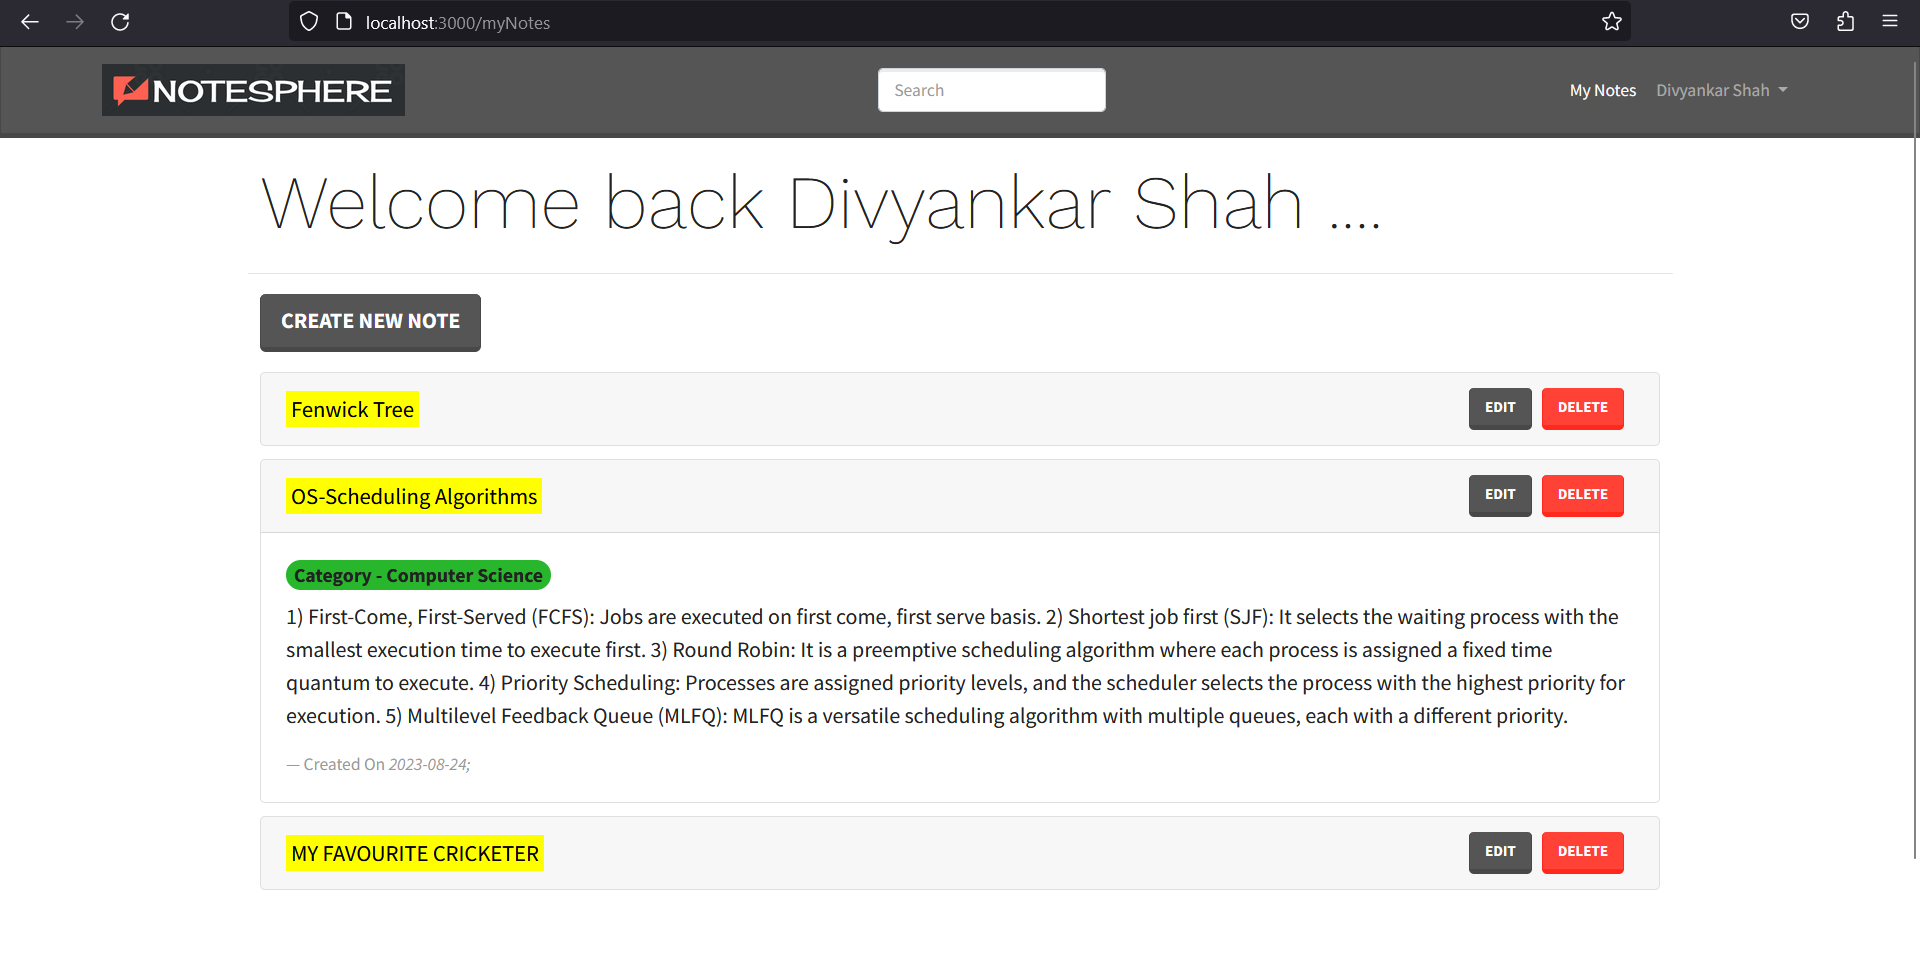 localhost:3000/myNotes
NOTESPHERE
Search
My Notes
Divyankar Shah
Welcome back Divyankar Shah ....
CREATE NEW NOTE
Fenwick Tree
EDIT
DELETE
OS-Scheduling Algorithms
EDIT
DELETE
Category - Computer Science
1) First-Come, First-Served (FCFS): Jobs are executed on first come, first serve basis. 2) Shortest job first (SJF): It selects the waiting process with the
smallest execution time to execute first. 3) Round Robin: It is a preemptive scheduling algorithm where each process is assigned a fixed time
quantum to execute. 4) Priority Scheduling: Processes are assigned priority levels, and the scheduler selects the process with the highest priority for
execution. 5) Multilevel Feedback Queue (MLFQ): MLFQ is a versatile scheduling algorithm with multiple queues, each with a different priority.
— Created On 2023-08-24;
MY FAVOURITE CRICKETER
EDIT
DELETE